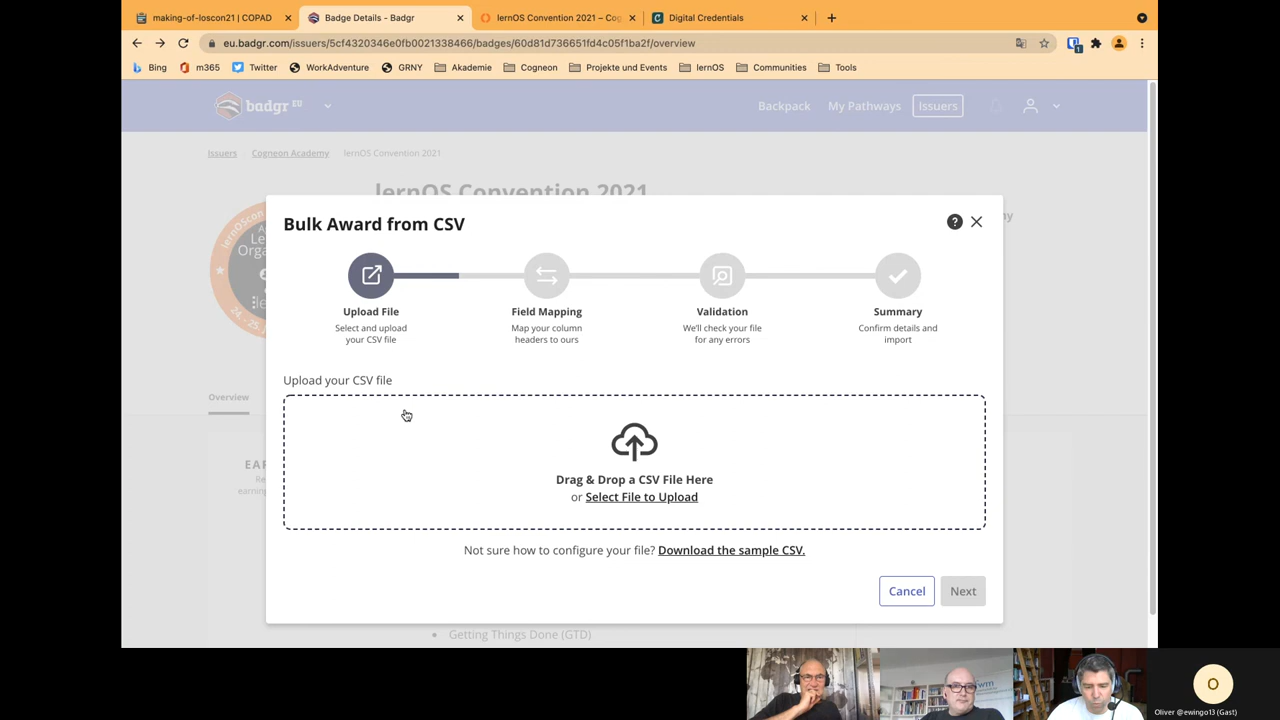 making-of-loscon21 | COPAD
Badge Details - Badgr
lernOS Convention 2021 – Cog
Digital Credentials
eu.badgr.com/issuers/5cf4320346e0fb0021338466/badges/60d81d736651fd4c05f1ba2f/overview
1
Bing
m365
Twitter
WorkAdventure
GRNY
Akademie
Cogneon
Projekte und Events
lernOS
Communities
Tools
badgr EU
Backpack
My Pathways
Issuers
Issuers
Cogneon Academy
lernOS Convention 2021
lernOS Convention 2021
Bulk Award from CSV
?
Upload File
Field Mapping
Validation
Summary
Select and upload
your CSV file
Map your column
headers to ours
We'll check your file
for any errors
Confirm details and
import
Upload your CSV file
Overview
Drag & Drop a CSV File Here
or Select File to Upload
Not sure how to configure your file? Download the sample CSV.
Cancel
Next
Getting Things Done (GTD)
O
Oliver @ewingo13 (Gast)